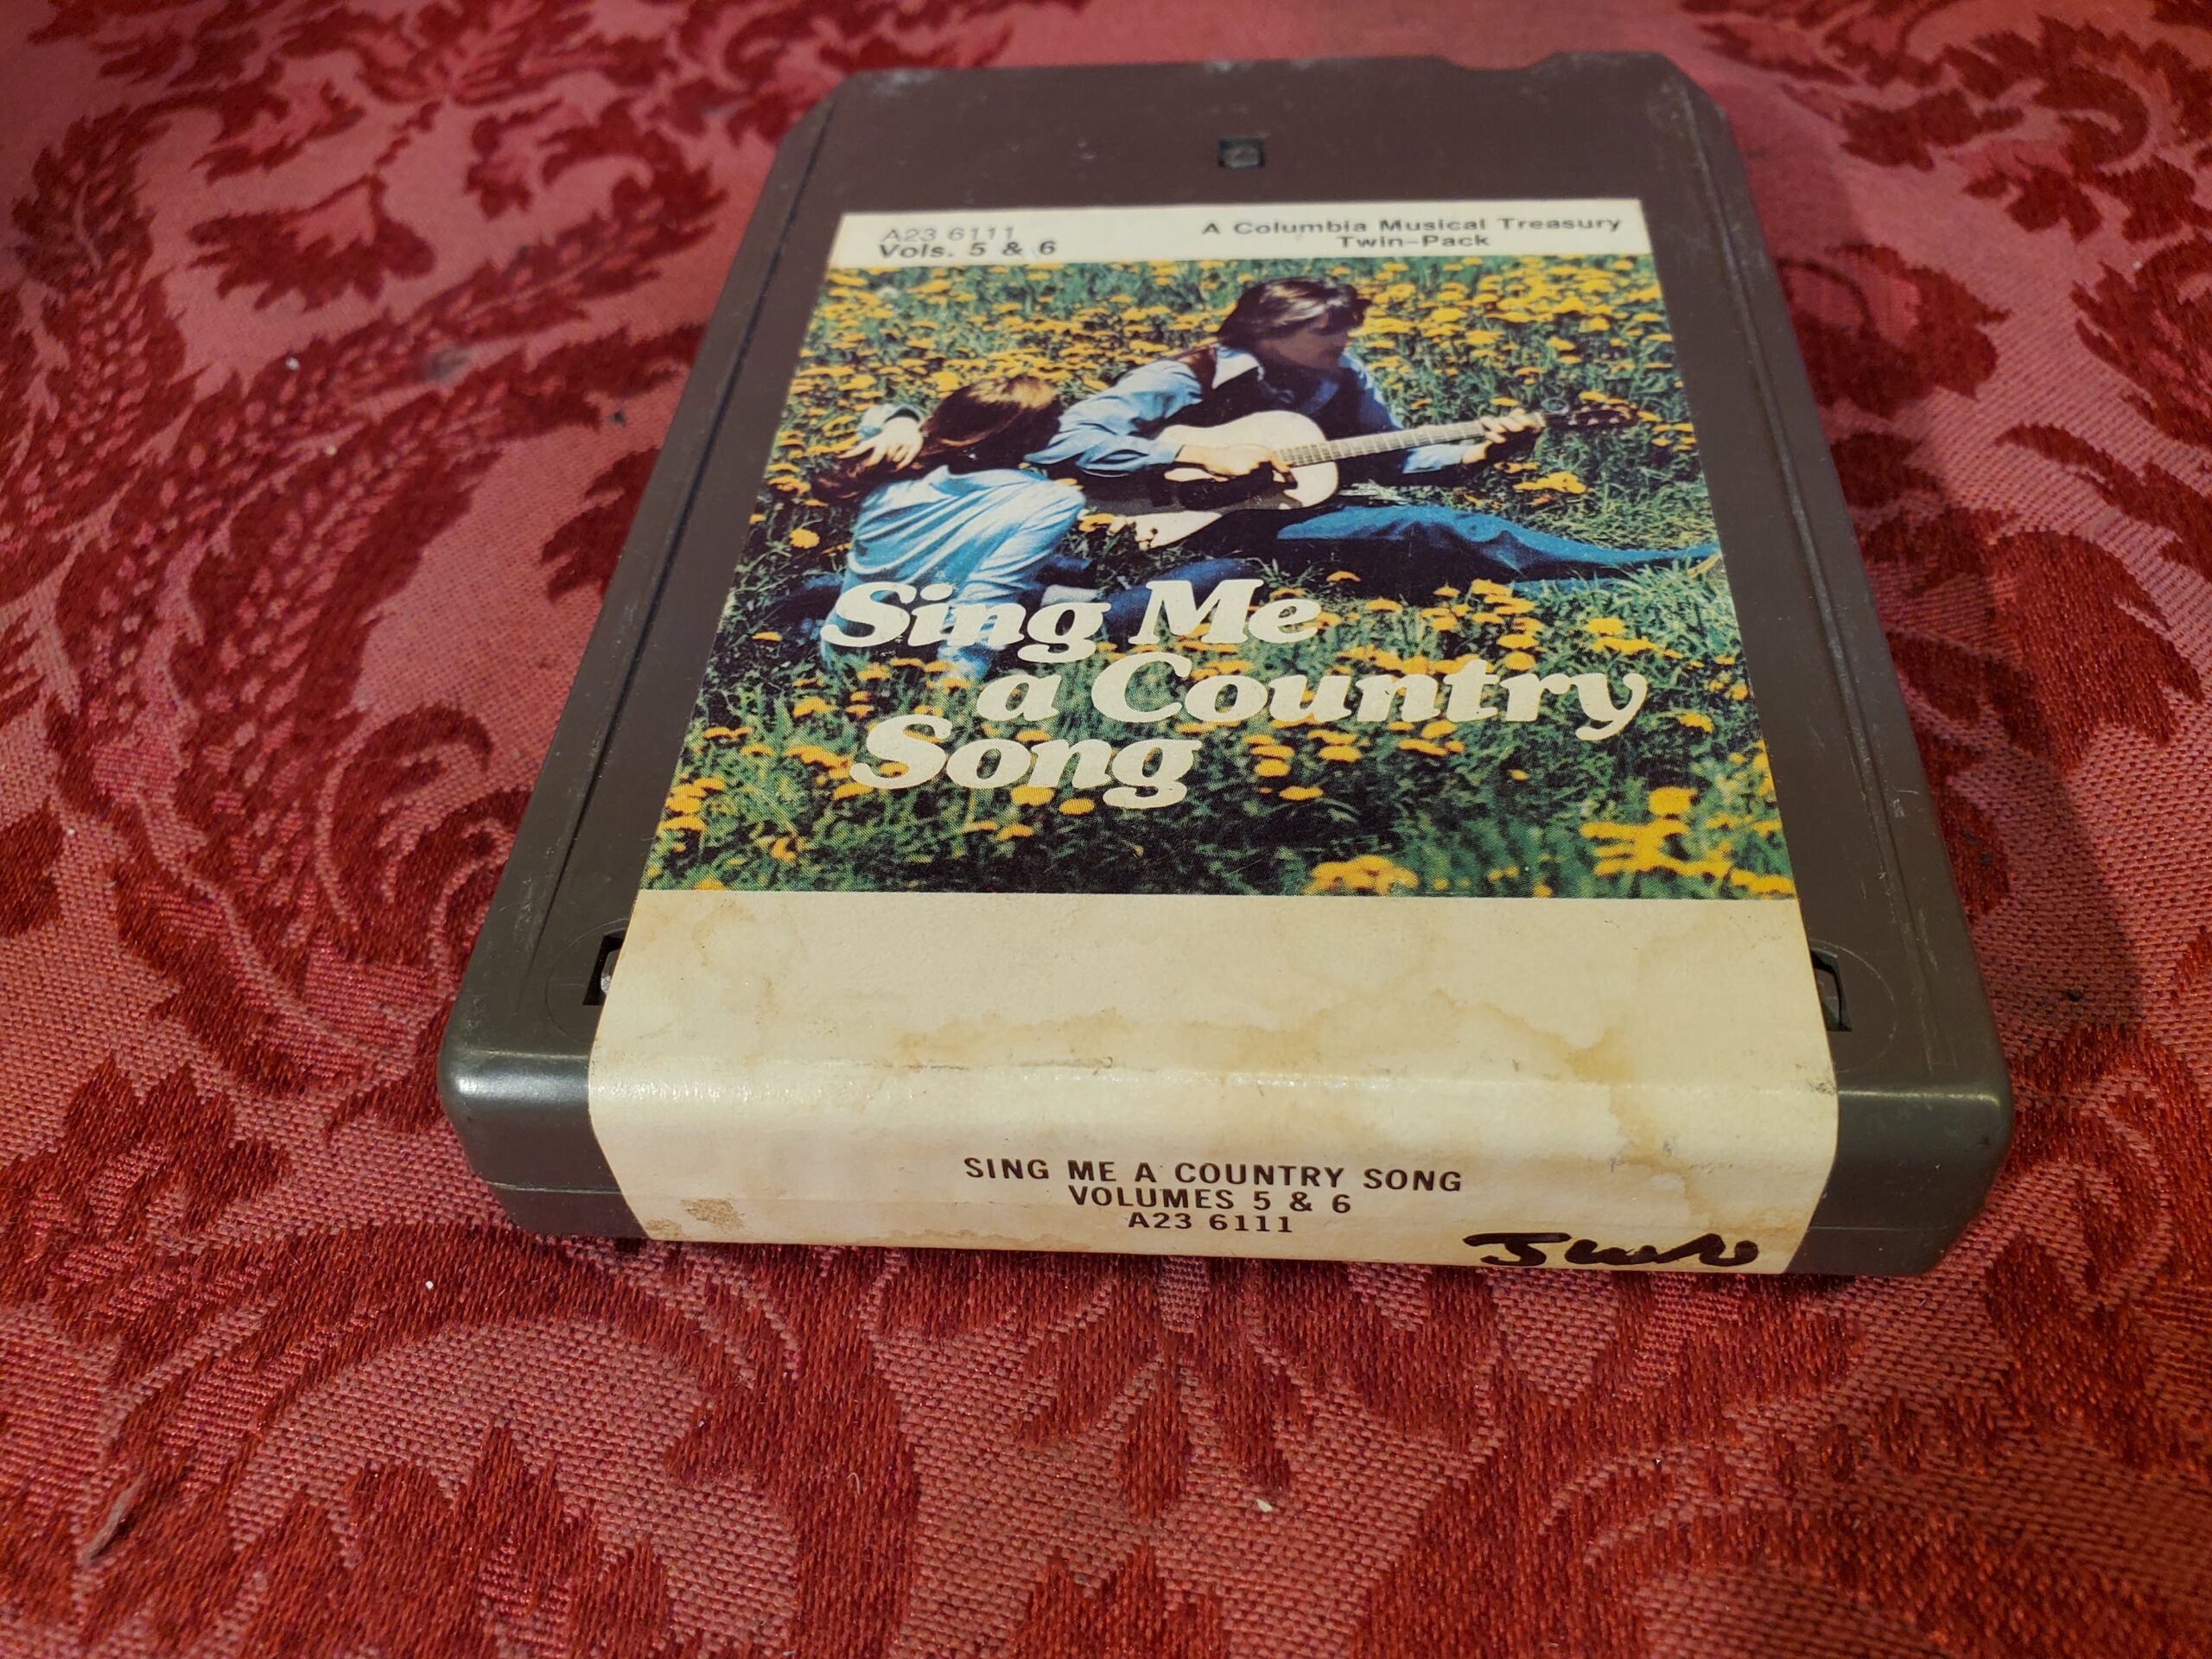 A23 6111
Vols. 5 & 6
A Columbia Musical Treasury
Twin-Pack
Sing Me
a Country
Song
SING ME A COUNTRY SONG
VOLUMES 5 & 6
A23 6111